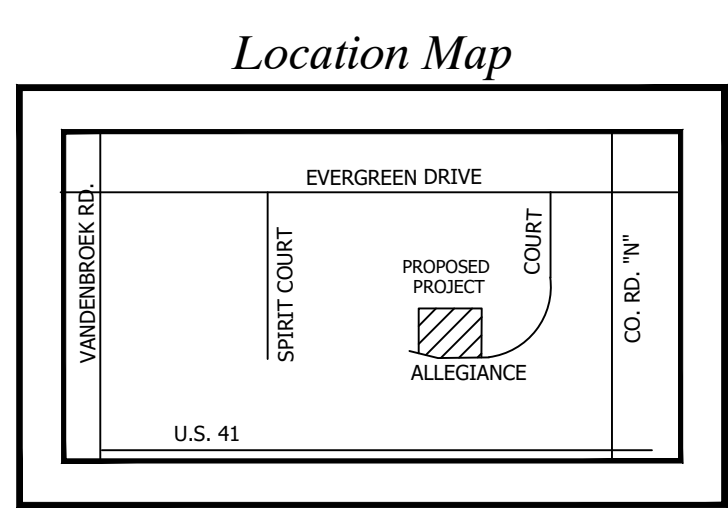 Location Map
EVERGREEN DRIVE
VANDENBROEK RD.
SPIRIT COURT
PROPOSED
PROJECT
COURT
CO. RD. "N"
ALLEGIANCE
U.S. 41